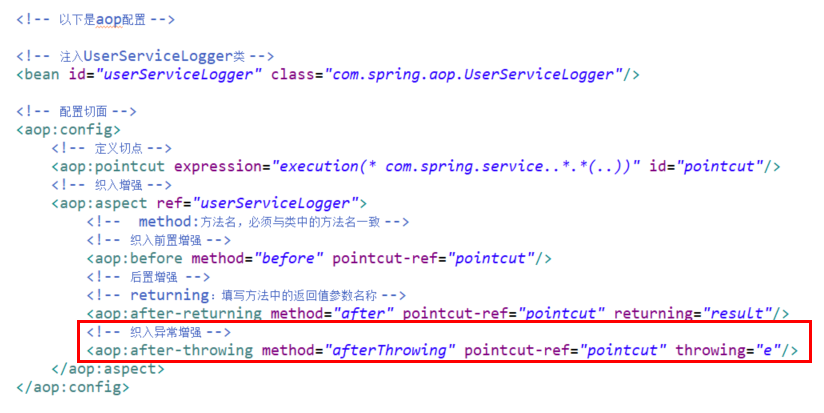 <!-- 以下是aop配置 -->
<!-- 注入UserServiceLogger类 -->
<bean id="userServiceLogger" class="com.spring.aop.UserServiceLogger"/>
<!-- 配置切面 -->
<aop:config>
<!-- 定义切点 -->
<aop:pointcut expression="execution(* com.spring.service..*.*(..))" id="pointcut"/>
<!-- 织入增强 -->
<aop:aspect ref="userServiceLogger">
<!-- method:方法名，必须与类中的方法名一致 -->
<!-- 织入前置增强 -->
<aop:before method="before" pointcut-ref="pointcut"/>
<!-- 后置增强 -->
<!-- returning：填写方法中的返回值参数名称 -->
<aop:after-returning method="after" pointcut-ref="pointcut" returning="result"/>
<!-- 织入异常增强 -->
<aop:after-throwing method="afterThrowing" pointcut-ref="pointcut" throwing="e"/>
</aop:aspect>
</aop:config>